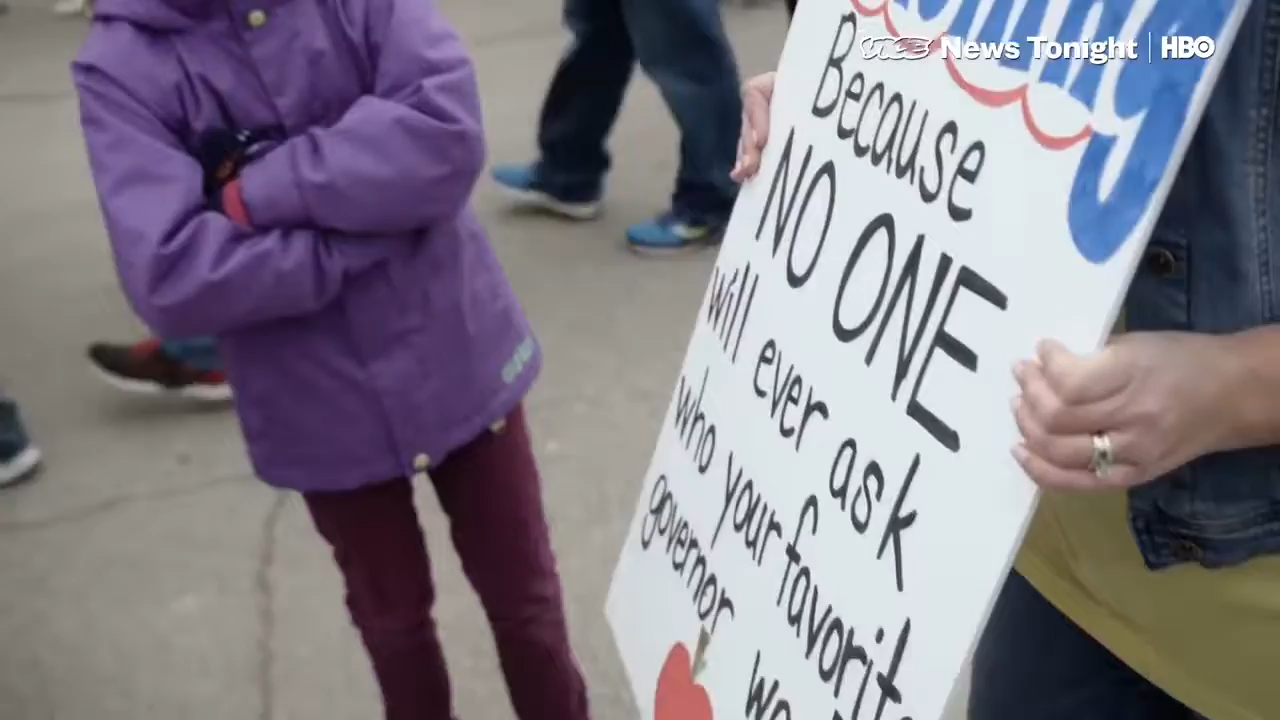 VICE News Tonight | HBO
Because
NO ONE
will ever ask
who your favorite
governor